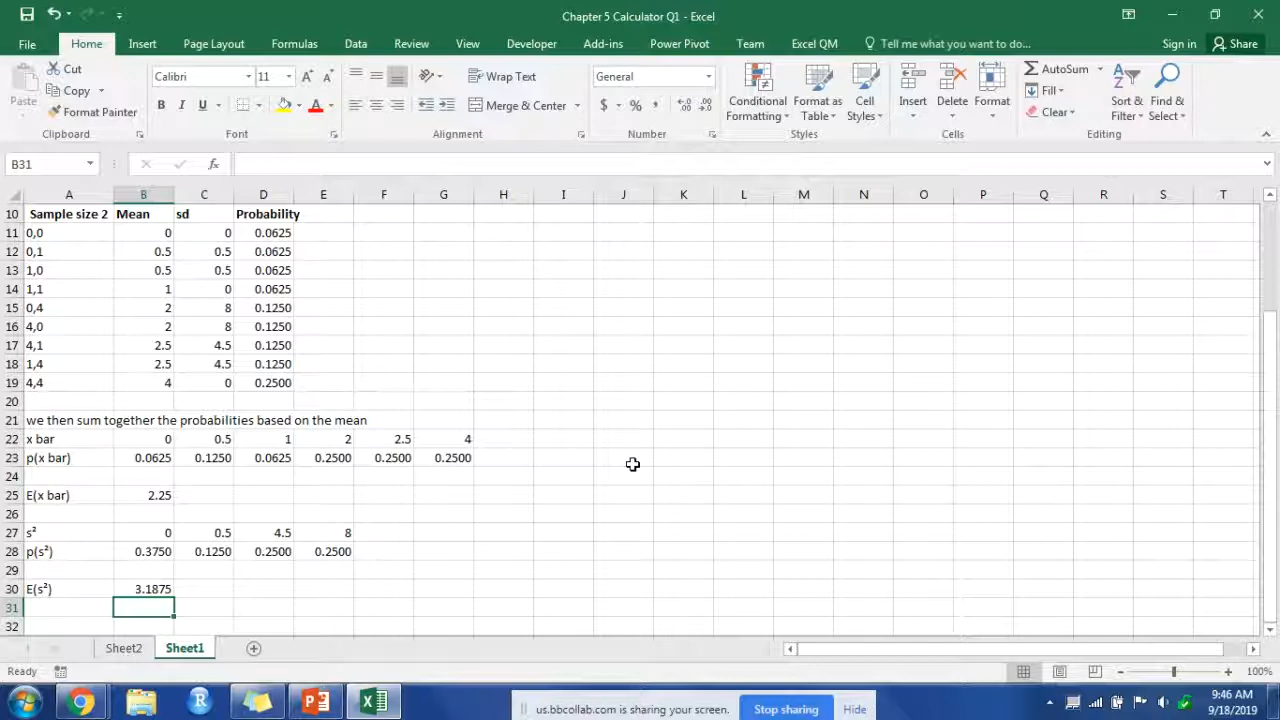 Chapter 5 Calculator Q1 - Excel
File Home Insert Page Layout Formulas Data Review View Developer Add-ins Power Pivot Team Excel QM Tell me what you want to do... Sign in Share
Paste Cut Copy Format Painter
Calibri 11
B I U A
Wrap Text
Merge & Center
General
$ % ,
Conditional Formatting
Format as Table
Cell Styles
Insert Delete Format
AutoSum
Fill
Clear
Sort & Filter
Find & Select
Clipboard Font Alignment Number Styles Cells Editing
B31 fx
A B C D E F G H I J K L M N O P Q R S T
10 Sample size 2 Mean sd Probability
11 0,0 0 0 0.0625
12 0,1 0.5 0.5 0.0625
13 1,0 0.5 0.5 0.0625
14 1,1 1 0 0.0625
15 0,4 2 8 0.1250
16 4,0 2 8 0.1250
17 4,1 2.5 4.5 0.1250
18 1,4 2.5 4.5 0.1250
19 4,4 4 0 0.2500
20
21 we then sum together the probabilities based on the mean
22 x bar 0 0.5 1 2 2.5 4
23 p(x bar) 0.0625 0.1250 0.0625 0.2500 0.2500 0.2500
24
25 E(x bar) 2.25
26
27 s² 0 0.5 4.5 8
28 p(s²) 0.3750 0.1250 0.2500 0.2500
29
30 E(s²) 3.1875
31
32
Sheet2 Sheet1
Ready 100%
us.bbcollab.com is sharing your screen. Stop sharing Hide
9:46 AM
9/18/2019